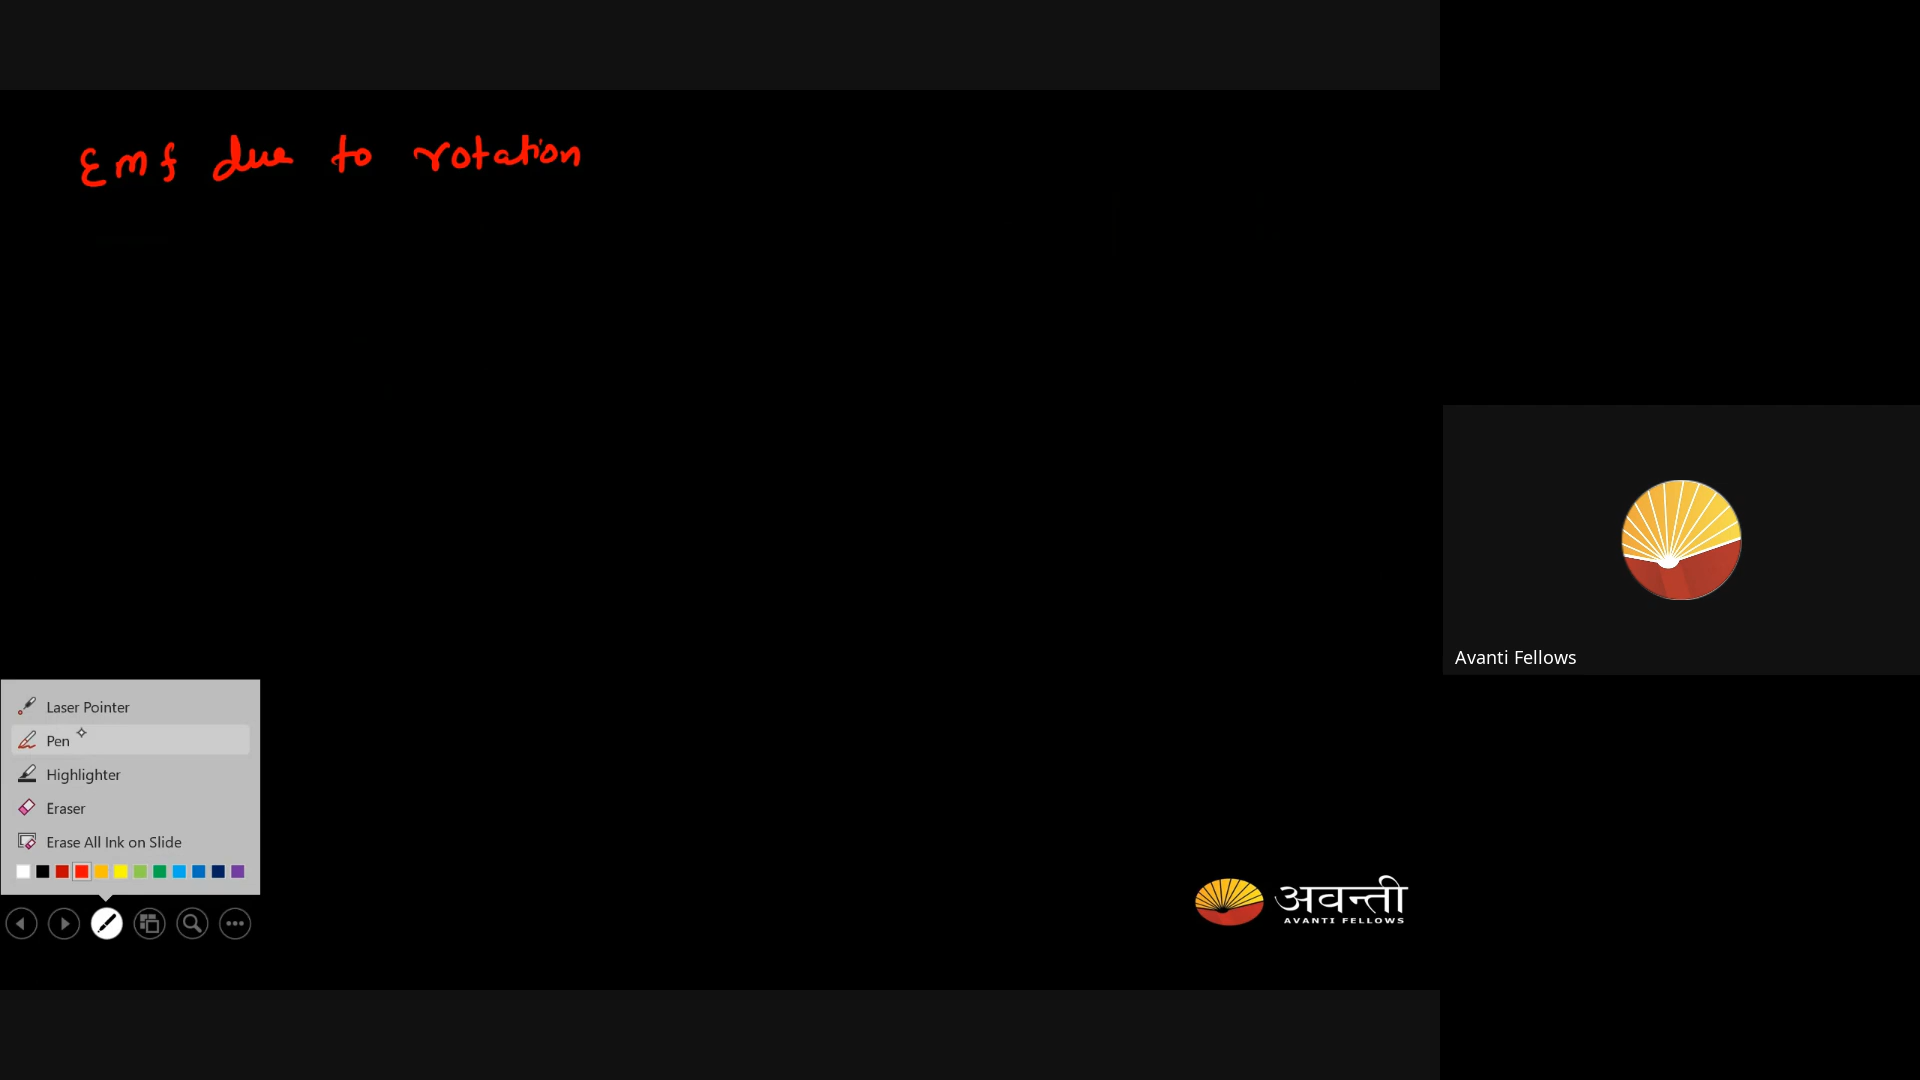 Emf due to rotation
Avanti Fellows
Laser Pointer
Pen
Highlighter
Eraser
Erase All Ink on Slide
अवन्ती
AVANTI FELLOWS